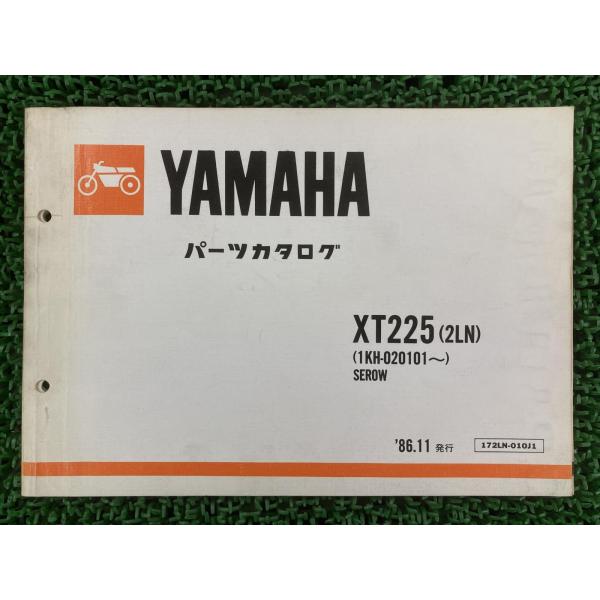 YAMAHA
パーツカタログ
XT225(2LN)
(1KH-020101～)
SEROW
'86.11 発行
172LN-010J1